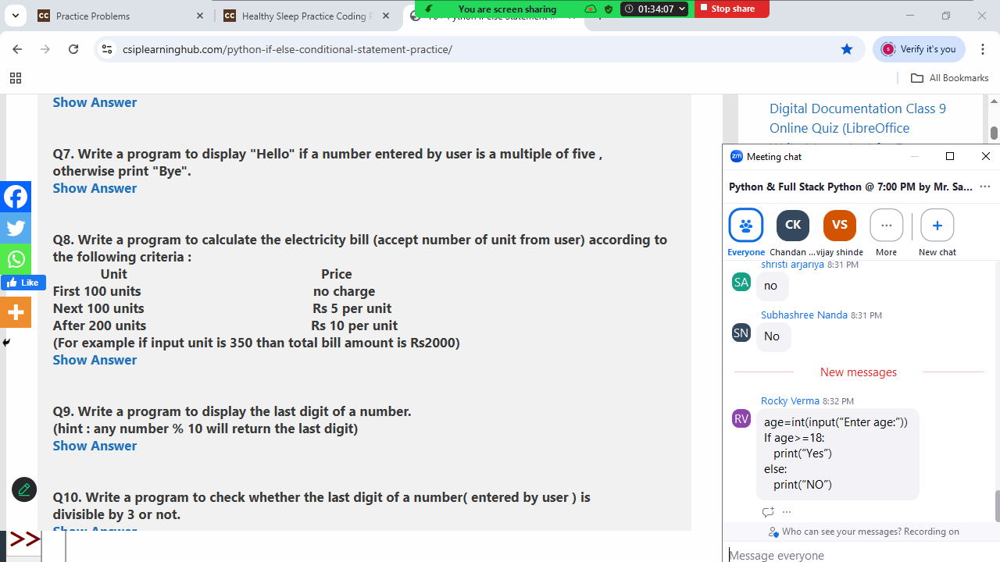 Practice Problems
Healthy Sleep Practice Coding P
You are screen sharing
01:34:07
Stop share
csiplearninghub.com/python-if-else-conditional-statement-practice/
Verify it's you
All Bookmarks
Show Answer
Q7. Write a program to display "Hello" if a number entered by user is a multiple of five ,
otherwise print "Bye".
Show Answer
Q8. Write a program to calculate the electricity bill (accept number of unit from user) according to
the following criteria :
Unit Price
First 100 units no charge
Next 100 units Rs 5 per unit
After 200 units Rs 10 per unit
(For example if input unit is 350 than total bill amount is Rs2000)
Show Answer
Q9. Write a program to display the last digit of a number.
(hint : any number % 10 will return the last digit)
Show Answer
Q10. Write a program to check whether the last digit of a number( entered by user ) is
divisible by 3 or not.
Show Answer
Like
>>
Digital Documentation Class 9
Online Quiz (LibreOffice
zm Meeting chat
Python & Full Stack Python @ 7:00 PM by Mr. Sa...
CK
VS
Everyone
Chandan ...
vijay shinde
More
New chat
shristi arjariya 8:31 PM
SA
no
Subhashree Nanda 8:31 PM
SN
No
New messages
Rocky Verma 8:32 PM
RV
age=int(input(“Enter age:”))
If age>=18:
print(“Yes”)
else:
print(“NO”)
Who can see your messages? Recording on
Message everyone